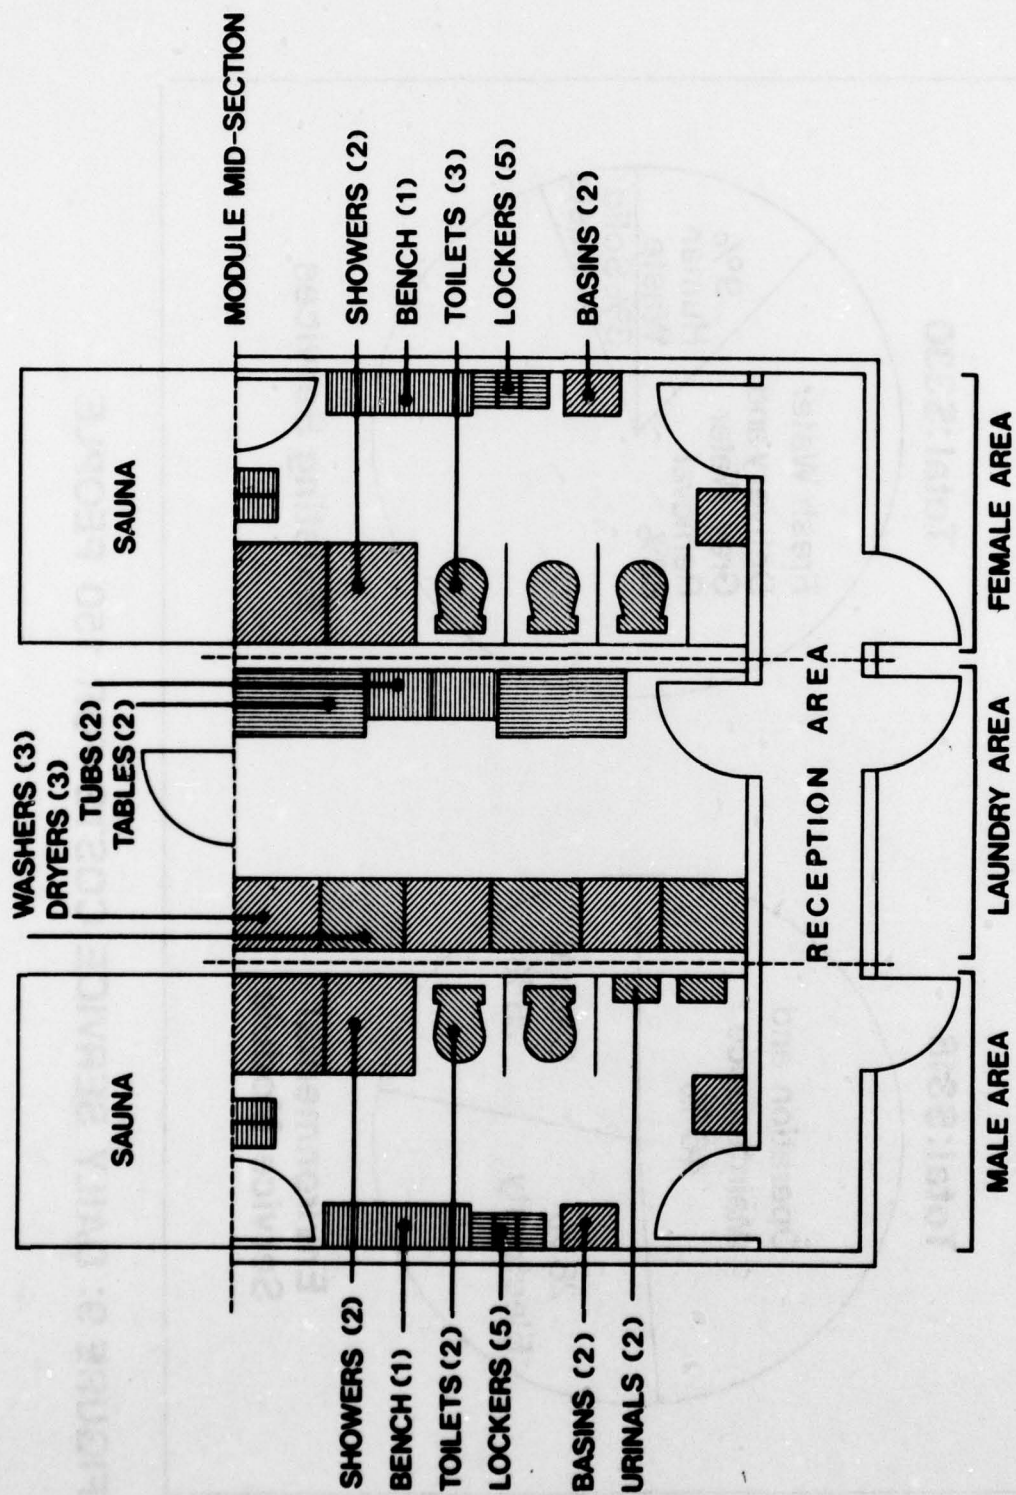 MODULE MID-SECTION
SHOWERS (2)
BENCH (1)
TOILETS (3)
LOCKERS (5)
BASINS (2)
SAUNA
WASHERS (3)
DRYERS (3)
TUBS (2)
TABLES (2)
SAUNA
SHOWERS (2)
BENCH (1)
TOILETS (2)
LOCKERS (5)
BASINS (2)
URINALS (2)
RECEPTION AREA
MALE AREA
LAUNDRY AREA
FEMALE AREA